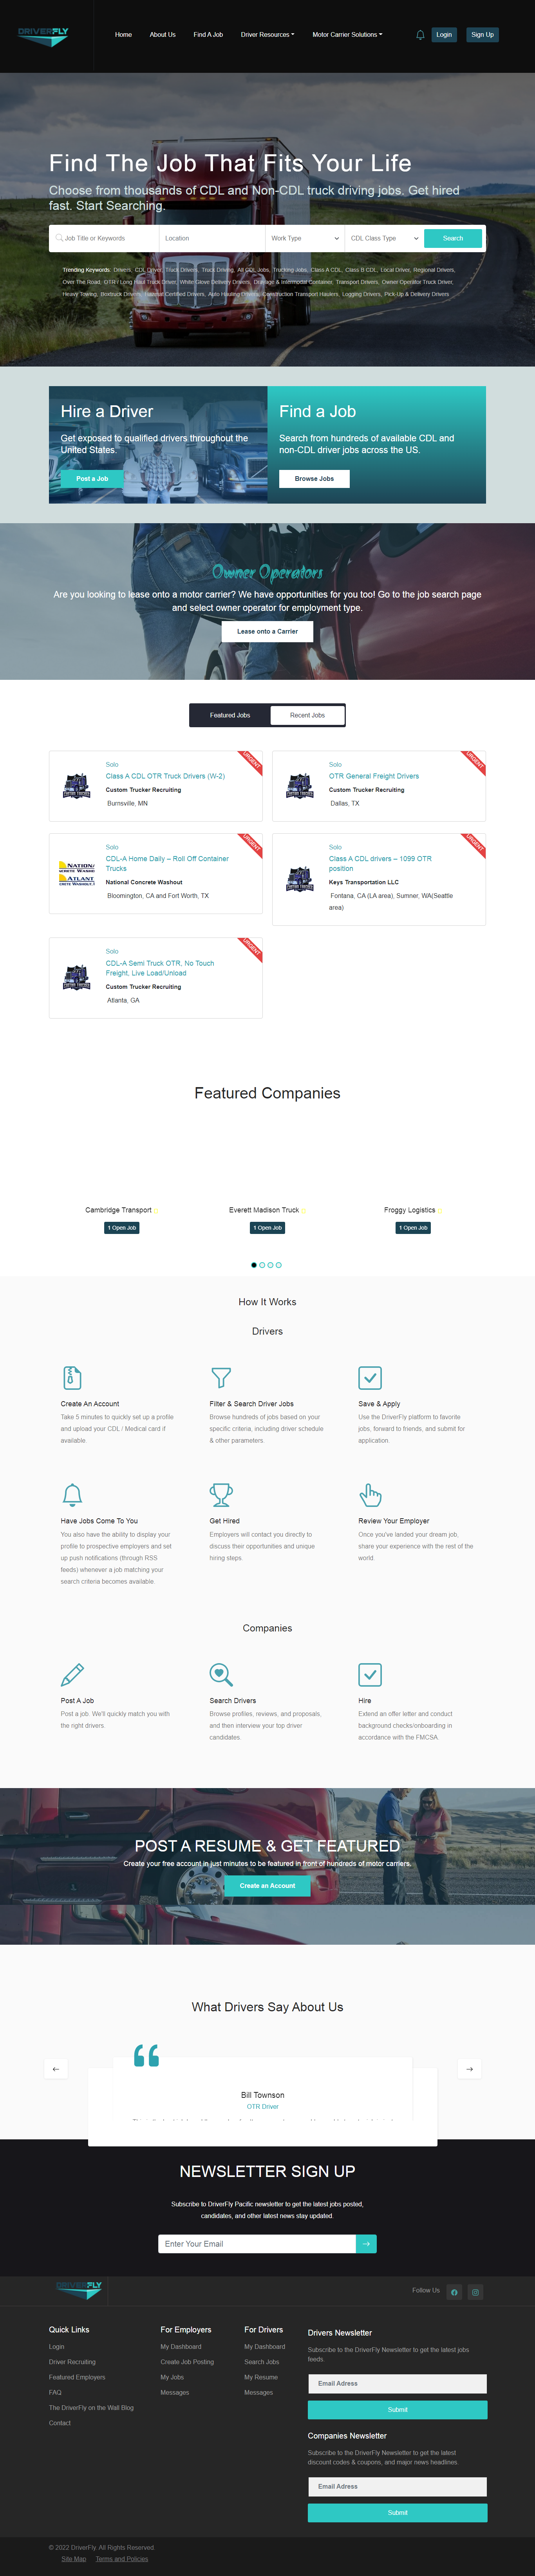 DRIVERFLY
Home About Us Find A Job Driver Resources Motor Carrier Solutions Login Sign Up
Find The Job That Fits Your Life
Choose from thousands of CDL and Non-CDL truck driving jobs. Get hired
fast. Start Searching.
Job Title or Keywords Location Work Type CDL Class Type Search
Trending Keywords: Drivers, CDL Driver, Truck Drivers, Truck Driving, All CDL Jobs, Trucking Jobs, Class A CDL, Class B CDL, Local Driver, Regional Drivers,
Over The Road, OTR / Long Haul Truck Driver, White Glove Delivery Drivers, Drayage & Intermodal Container, Transport Drivers, Owner Operator Truck Driver,
Heavy Towing, Boxtruck Drivers, Hazmat Certified Drivers, Auto Hauling Drivers, Construction Transport Haulers, Logging Drivers, Pick-Up & Delivery Drivers
Hire a Driver
Get exposed to qualified drivers throughout the
United States.
Post a Job
Find a Job
Search from hundreds of available CDL and
non-CDL driver jobs across the US.
Browse Jobs
Owner Operators
Are you looking to lease onto a motor carrier? We have opportunities for you too! Go to the job search page
and select owner operator for employment type.
Lease onto a Carrier
Featured Jobs Recent Jobs
Solo
Class A CDL OTR Truck Drivers (W-2)
Custom Trucker Recruiting
Burnsville, MN
URGENT
Solo
OTR General Freight Drivers
Custom Trucker Recruiting
Dallas, TX
URGENT
Solo
CDL-A Home Daily – Roll Off Container
Trucks
National Concrete Washout
Bloomington, CA and Fort Worth, TX
URGENT
Solo
Class A CDL drivers – 1099 OTR
position
Keys Transportation LLC
Fontana, CA (LA area), Sumner, WA(Seattle
area)
URGENT
Solo
CDL-A Semi Truck OTR, No Touch
Freight, Live Load/Unload
Custom Trucker Recruiting
Atlanta, GA
URGENT
Featured Companies
Cambridge Transport Everett Madison Truck Froggy Logistics
1 Open Job 1 Open Job 1 Open Job
How It Works
Drivers
Create An Account
Take 5 minutes to quickly set up a profile
and upload your CDL / Medical card if
available.
Filter & Search Driver Jobs
Browse hundreds of jobs based on your
specific criteria, including driver schedule
& other parameters.
Save & Apply
Use the DriverFly platform to favorite
jobs, forward to friends, and submit for
application.
Have Jobs Come To You
You also have the ability to display your
profile to prospective employers and set
up push notifications (through RSS
feeds) whenever a job matching your
search criteria becomes available.
Get Hired
Employers will contact you directly to
discuss their opportunities and unique
hiring steps.
Review Your Employer
Once you've landed your dream job,
share your experience with the rest of the
world.
Companies
Post A Job
Post a job. We'll quickly match you with
the right drivers.
Search Drivers
Browse profiles, reviews, and proposals,
and then interview your top driver
candidates.
Hire
Extend an offer letter and conduct
background checks/onboarding in
accordance with the FMCSA.
POST A RESUME & GET FEATURED
Create your free account in just minutes to be featured in front of hundreds of motor carriers.
Create an Account
What Drivers Say About Us
Bill Townson
OTR Driver
NEWSLETTER SIGN UP
Subscribe to DriverFly Pacific newsletter to get the latest jobs posted,
candidates, and other latest news stay updated.
Enter Your Email
DRIVERFLY
Follow Us
Quick Links
Login
Driver Recruiting
Featured Employers
FAQ
The DriverFly on the Wall Blog
Contact
For Employers
My Dashboard
Create Job Posting
My Jobs
Messages
For Drivers
My Dashboard
Search Jobs
My Resume
Messages
Drivers Newsletter
Subscribe to the DriverFly Newsletter to get the latest jobs
feeds.
Email Adress
Submit
Companies Newsletter
Subscribe to the DriverFly Newsletter to get the latest
discount codes & coupons, and major news headlines.
Email Adress
Submit
© 2022 DriverFly. All Rights Reserved.
Site Map Terms and Policies